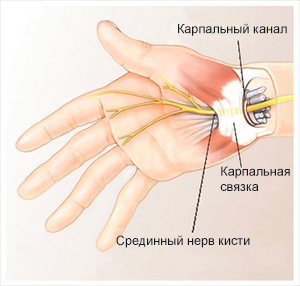 Карпальный канал
Карпальная
связка
Срединный нерв кисти